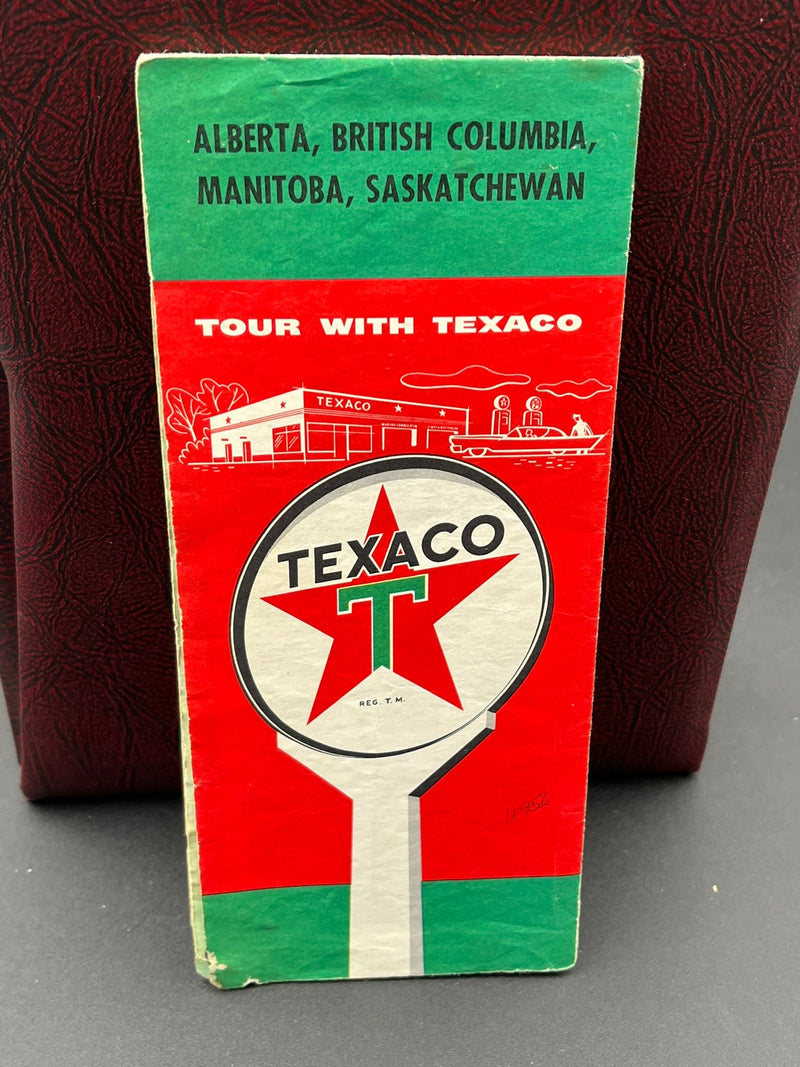 ALBERTA, BRITISH COLUMBIA,
MANITOBA, SASKATCHEWAN
TOUR WITH TEXACO
TEXACO
TEXACO
T
REG. T. M.